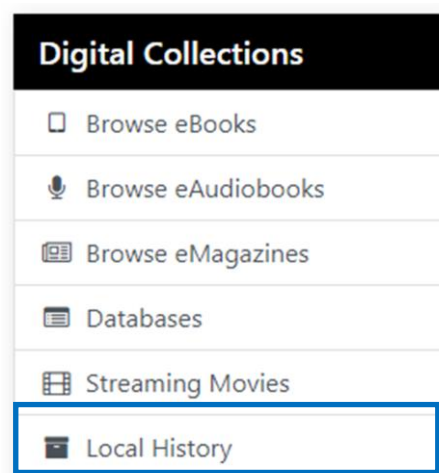 Digital Collections
Browse eBooks
Browse eAudiobooks
Browse eMagazines
Databases
Streaming Movies
Local History